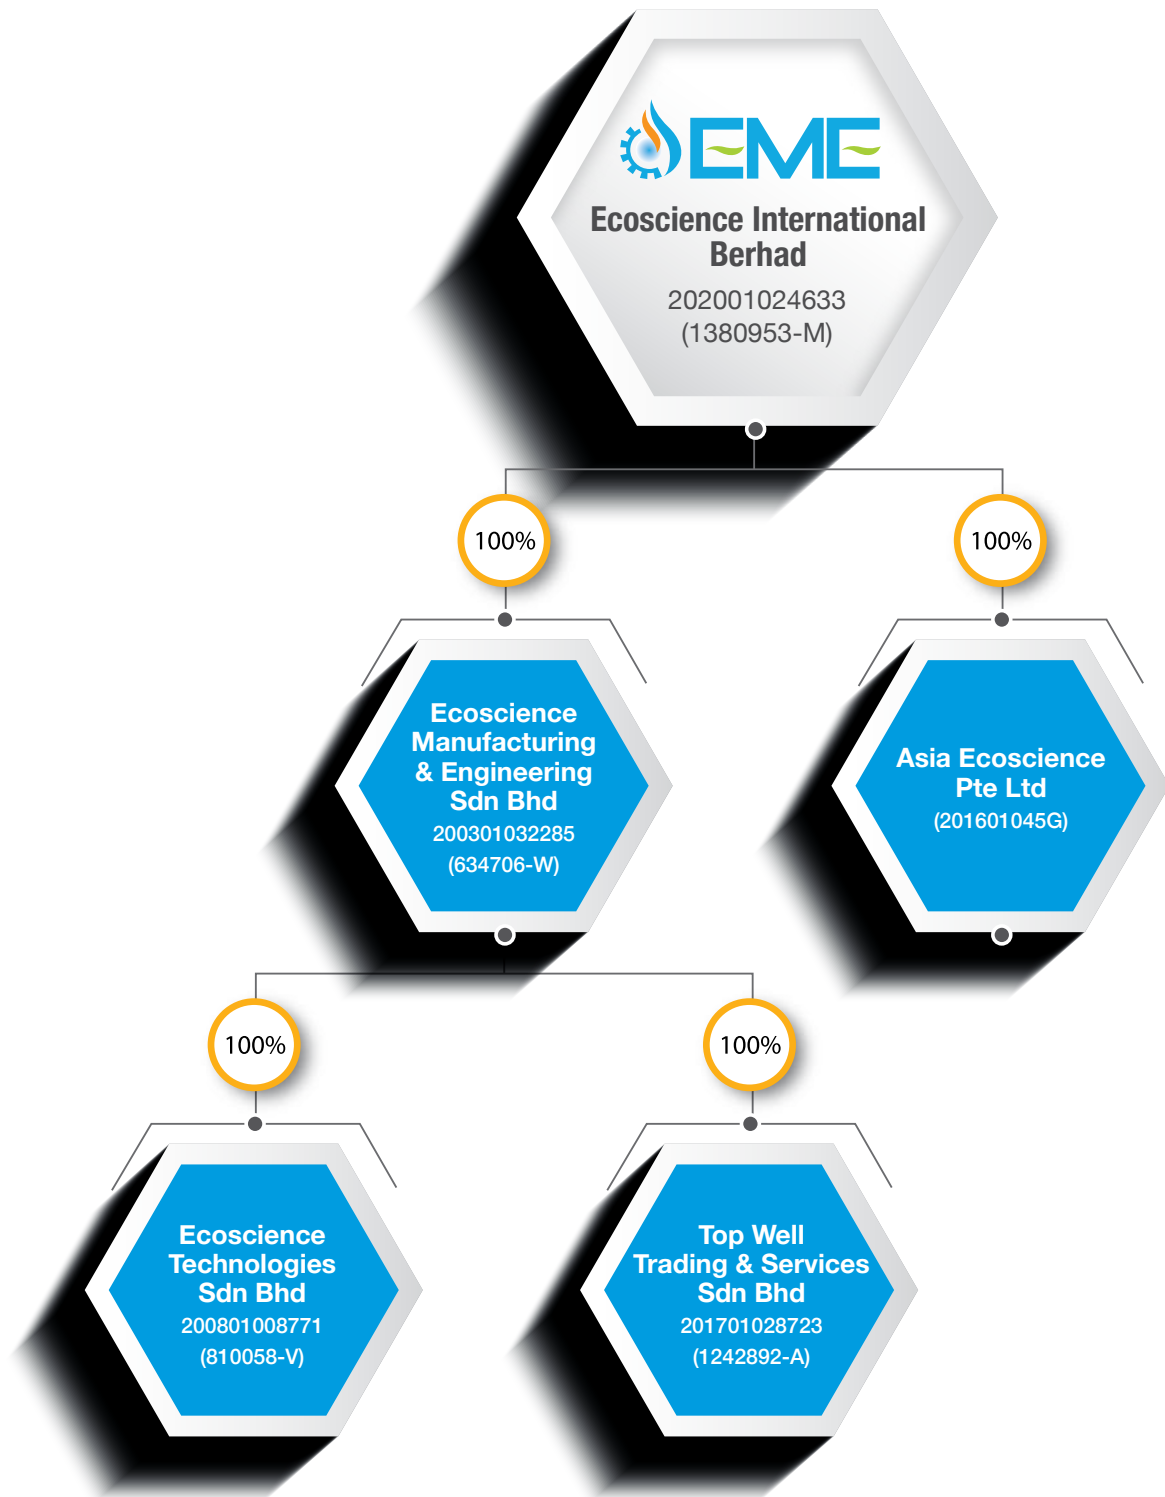 EME
Ecoscience International
Berhad
202001024633
(1380953-M)
100%
100%
Ecoscience
Manufacturing
& Engineering
Sdn Bhd
200301032285
(634706-W)
Asia Ecoscience
Pte Ltd
(201601045G)
100%
100%
Ecoscience
Technologies
Sdn Bhd
200801008771
(810058-V)
Top Well
Trading & Services
Sdn Bhd
201701028723
(1242892-A)